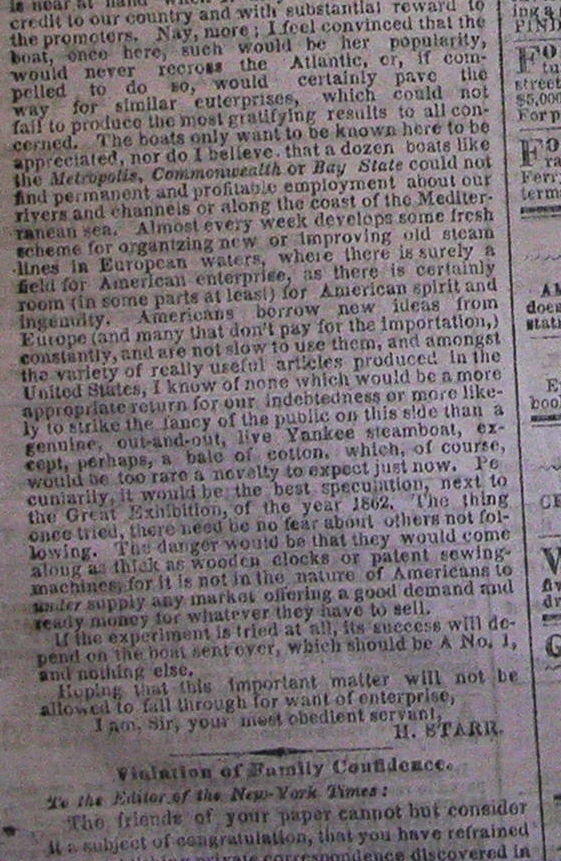 is near at hand when
credit to our country and with substantial reward to
the promoters. Nay, more; I feel convinced that the
boat, once here, such would be her popularity,
would never recross the Atlantic, or, if com-
pelled to do so, would certainly pave the
way for similar enterprises, which could not
fail to produce the most gratifying results to all con-
cerned. The boats only want to be known here to be
appreciated, nor do I believe that a dozen boats like
the Metropolis, Commonwealth or Bay State could not
find permanent and profitable employment about our
rivers and channels or along the coast of the Mediter-
ranean sea. Almost every week develops some fresh
scheme for organizing new or improving old steam
lines in European waters, where there is surely a
field for American enterprise, as there is certainly
room (in some parts at least) for American spirit and
ingenuity. Americans borrow new ideas from
Europe (and many that don't pay for the importation,)
constantly, and are not slow to use them, and amongst
the variety of really useful articles produced in the
United States, I know of none which would be a more
appropriate return for our indebtedness or more like-
ly to strike the fancy of the public on this side than a
genuine, out-and-out, live Yankee steamboat, ex-
cept, perhaps, a bale of cotton, which, of course,
would be too rare a novelty to expect just now. Pe
cuniarily, it would be the best speculation, next to
the Great Exhibition, of the year 1862. The thing
once tried, there need be no fear about others not fol-
lowing. The danger would be that they would come
along as thick as wooden clocks or patent sewing-
machines, for it is not in the nature of Americans to
under supply any market offering a good demand and
ready money for whatever they have to sell.
If the experiment is tried at all, its success will de-
pend on the boat sent over, which should be A No. 1,
and nothing else.
Hoping that this important matter will not be
allowed to fall through for want of enterprise,
I am, Sir, your most obedient servant,
H. STARR.
Violation of Family Confidence.
To the Editor of the New-York Times:
The friends of your paper cannot but consider
it a subject of congratulation, that you have refrained
private correspondence discovered in
FIND
street
$5,000
For p
Ferry
term
AM
does
stati
E
bool